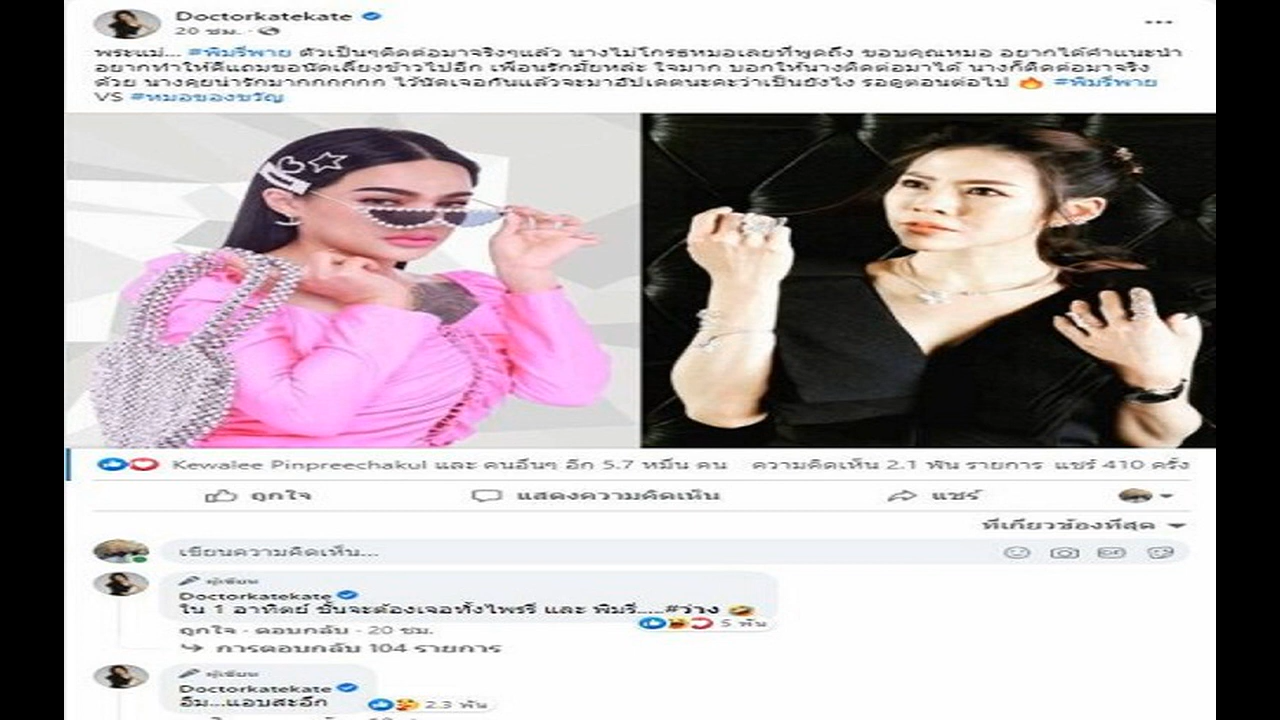 Doctorkatekate
20 ชม. ·
พระแม่... #พิมรี่พาย ตัวเป็นๆติดต่อมาจริงๆแล้ว นางไม่โกรธหมอเลยที่พูดถึง ขอบคุณหมอ อยากได้คำแนะนำ
อยากทำให้ดีแถมขอนัดเลี้ยงข้าวไปอีก เพื่อนรักมั้ยหล่ะ ใจมาก บอกให้นางติดต่อมาได้ นางก็ติดต่อมาจริง
ด้วย นางคุยน่ารักมากกกกกก ไว้นัดเจอกันแล้วจะมาอัปเดตนะคะว่าเป็นยังไง รอดูตอนต่อไป 🔥 #พิมรี่พาย
VS #หมอของขวัญ
Kewalee Pinpreechakul และ คนอื่นๆ อีก 5.7 หมื่น คน ความคิดเห็น 2.1 พัน รายการ แชร์ 410 ครั้ง
ถูกใจ แสดงความคิดเห็น แชร์
ที่เกี่ยวข้องที่สุด
เขียนความคิดเห็น...
ผู้เขียน
Doctorkatekate
ใน 1 อาทิตย์ ชั้นจะต้องเจอทั้งไพรรี่ และ พิมรี่....#ว่าง 🤣
5 พัน
ถูกใจ · ตอบกลับ · 20 ชม.
การตอบกลับ 104 รายการ
ผู้เขียน
Doctorkatekate
อึม...แอบสะอึก
2.3 พัน